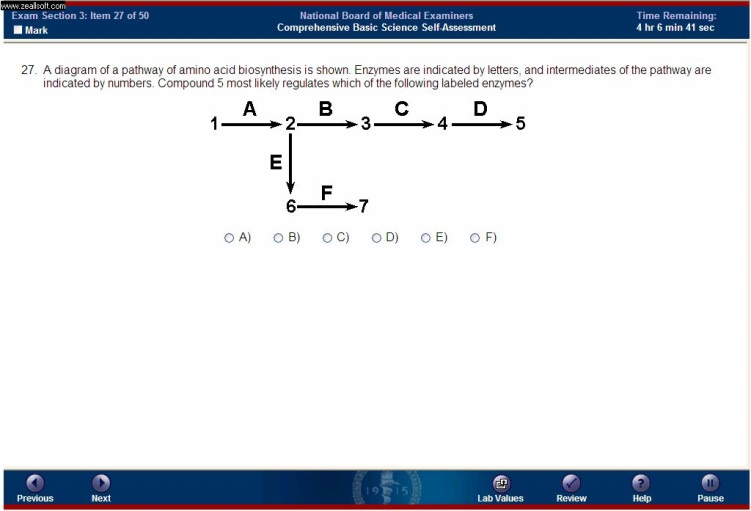 www.zeallsoft.com
Exam Section 3: Item 27 of 50
National Board of Medical Examiners
Time Remaining:
Mark
Comprehensive Basic Science Self-Assessment
4 hr 6 min 41 sec
27. A diagram of a pathway of amino acid biosynthesis is shown. Enzymes are indicated by letters, and intermediates of the pathway are
indicated by numbers. Compound 5 most likely regulates which of the following labeled enzymes?
A B C D
1 2 3 4 5
E
F
6 7
A) B) C) D) E) F)
19 15
Previous Next Lab Values Review Help Pause